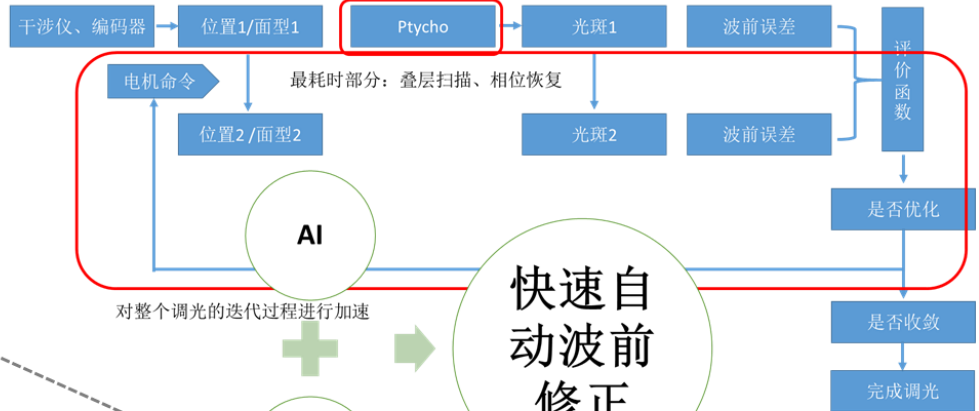 干涉仪、编码器
位置1/面型1
Ptycho
光斑1
波前误差
评价函数
电机命令
最耗时部分：叠层扫描、相位恢复
位置2 /面型2
光斑2
波前误差
是否优化
AI
快速自
动波前
修正
对整个调光的迭代过程进行加速
是否收敛
完成调光